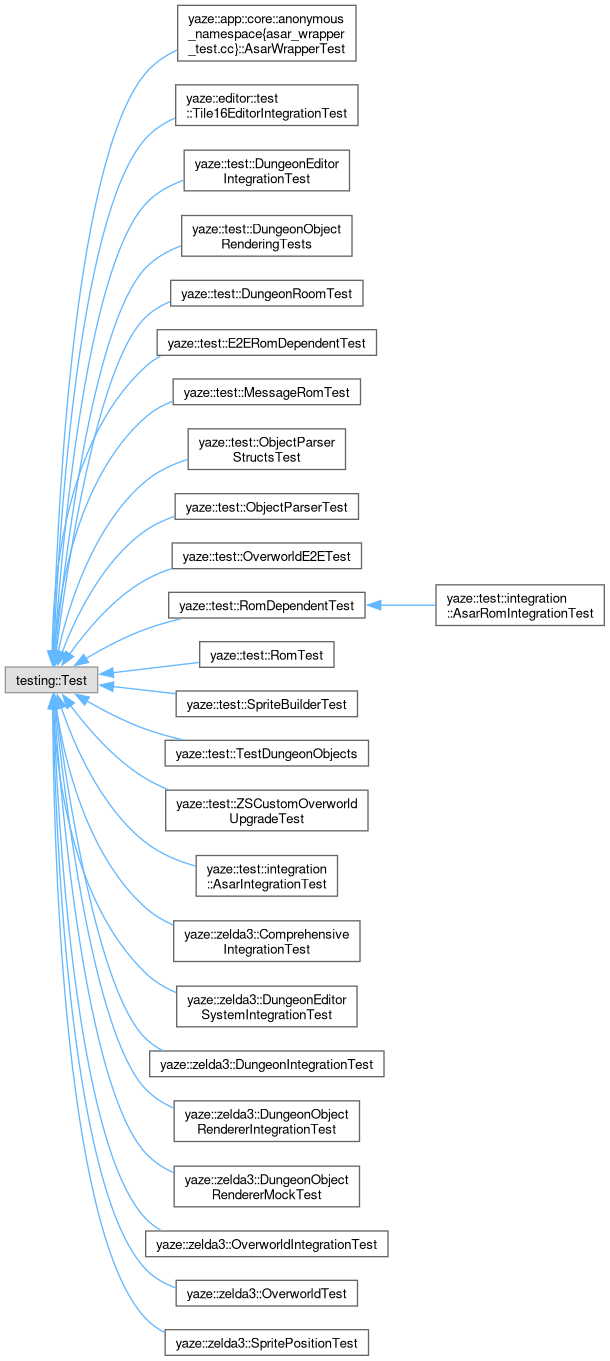 yaze::app::core::anonymous
_namespace{asar_wrapper
_test.cc}::AsarWrapperTest
yaze::editor::test
::Tile16EditorIntegrationTest
yaze::test::DungeonEditor
IntegrationTest
yaze::test::DungeonObject
RenderingTests
yaze::test::DungeonRoomTest
yaze::test::E2ERomDependentTest
yaze::test::MessageRomTest
yaze::test::ObjectParser
StructsTest
yaze::test::ObjectParserTest
yaze::test::OverworldE2ETest
yaze::test::RomDependentTest
yaze::test::integration
::AsarRomIntegrationTest
yaze::test::RomTest
testing::Test
yaze::test::SpriteBuilderTest
yaze::test::TestDungeonObjects
yaze::test::ZSCustomOverworld
UpgradeTest
yaze::test::integration
::AsarIntegrationTest
yaze::zelda3::Comprehensive
IntegrationTest
yaze::zelda3::DungeonEditor
SystemIntegrationTest
yaze::zelda3::DungeonIntegrationTest
yaze::zelda3::DungeonObject
RendererIntegrationTest
yaze::zelda3::DungeonObject
RendererMockTest
yaze::zelda3::OverworldIntegrationTest
yaze::zelda3::OverworldTest
yaze::zelda3::SpritePositionTest